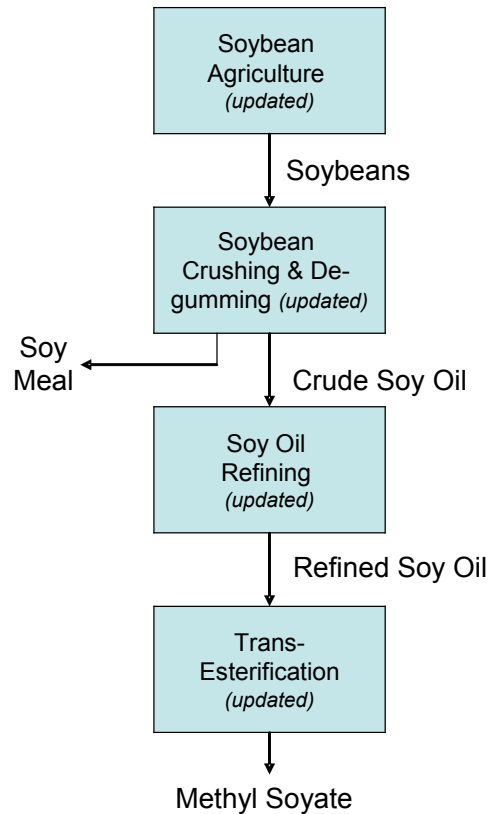 Soybean
Agriculture
(updated)
Soybeans
Soybean
Crushing & De-
gumming (updated)
Soy
Meal
Crude Soy Oil
Soy Oil
Refining
(updated)
Refined Soy Oil
Trans-
Esterification
(updated)
Methyl Soyate